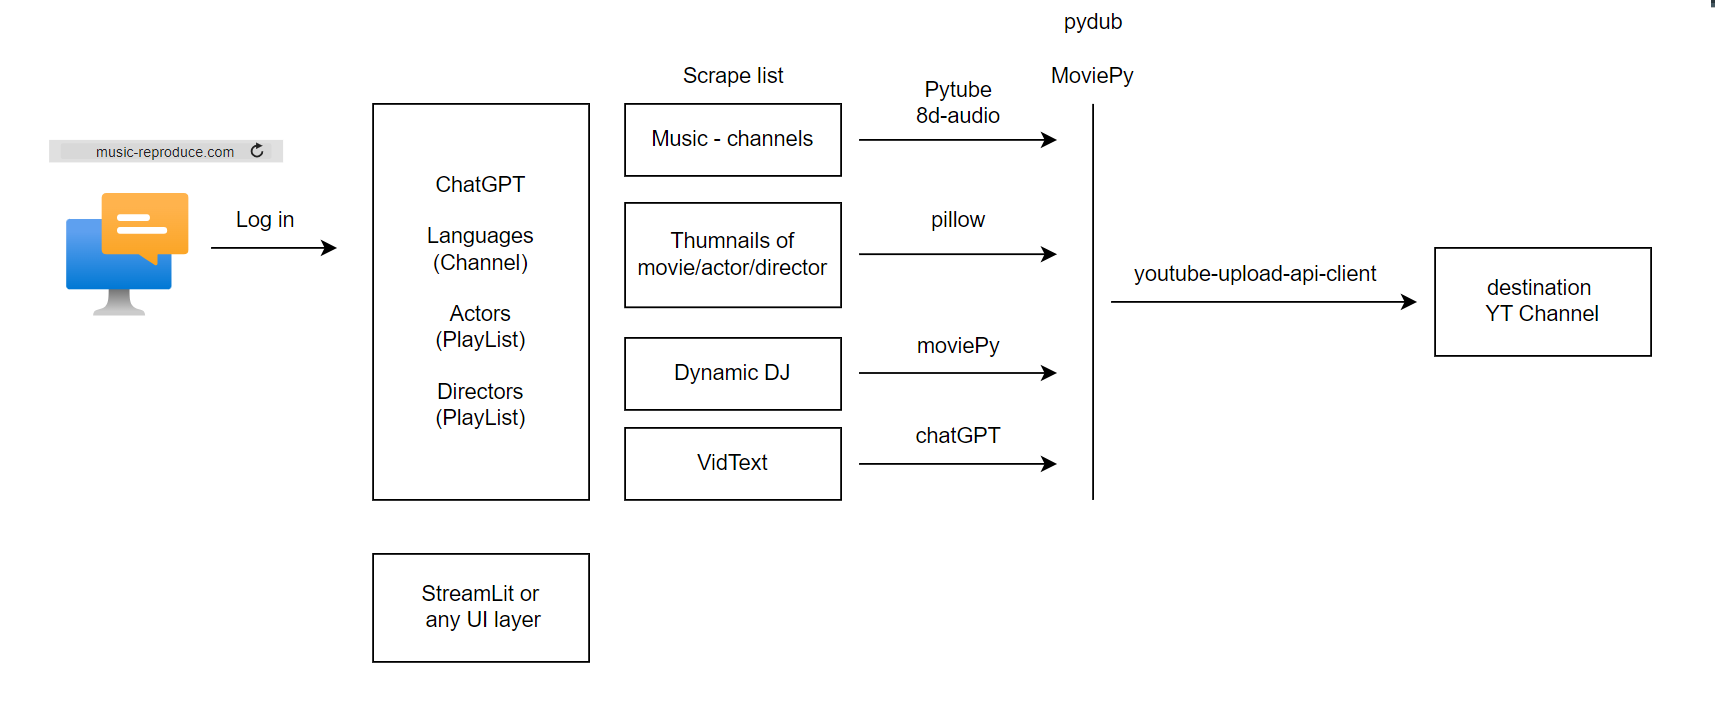 music-reproduce.com
Log in
ChatGPT
Languages
(Channel)
Actors
(PlayList)
Directors
(PlayList)
StreamLit or
any UI layer
Scrape list
Music - channels
Thumnails of
movie/actor/director
Dynamic DJ
VidText
Pytube
8d-audio
pillow
moviePy
chatGPT
pydub
MoviePy
youtube-upload-api-client
destination
YT Channel